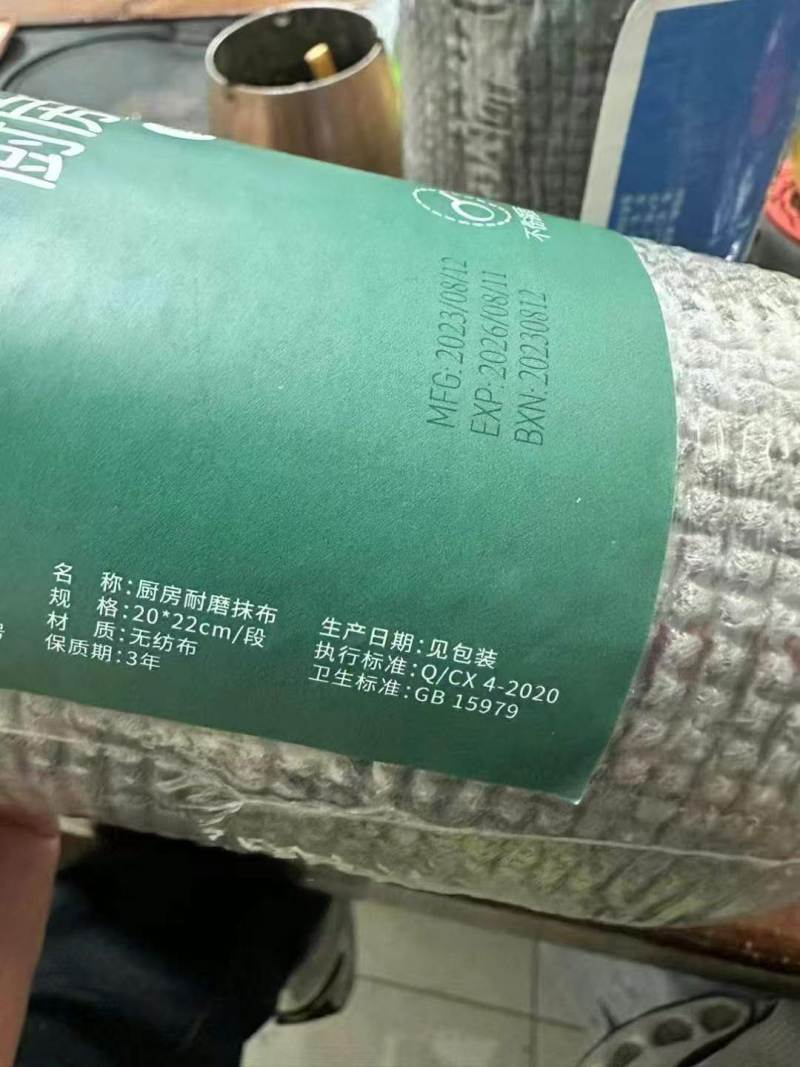 厨房
MFG: 2023/08/12
EXP: 2026/08/11
BXN: 20230812
名 称:厨房耐磨抹布
规 格:20*22cm/段
材 质:无纺布
保质期:3年
生产日期:见包装
执行标准:Q/CX 4-2020
卫生标准:GB 15979